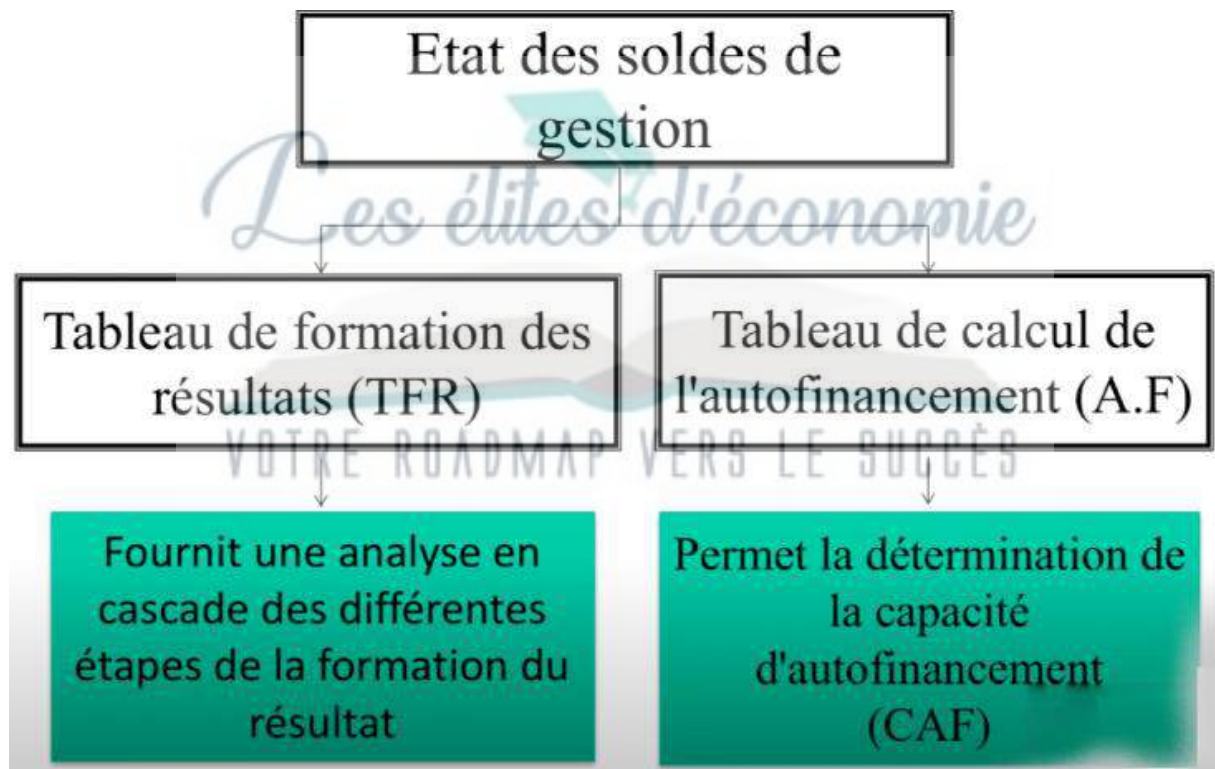 Etat des soldes de
gestion
Les élites d'économie
Tableau de formation des
résultats (TFR)
Tableau de calcul de
l'autofinancement (A.F)
VOTRE ROADMAP VERS LE SUCCÈS
Fournit une analyse en
cascade des différentes
étapes de la formation du
résultat
Permet la détermination de
la capacité
d'autofinancement
(CAF)